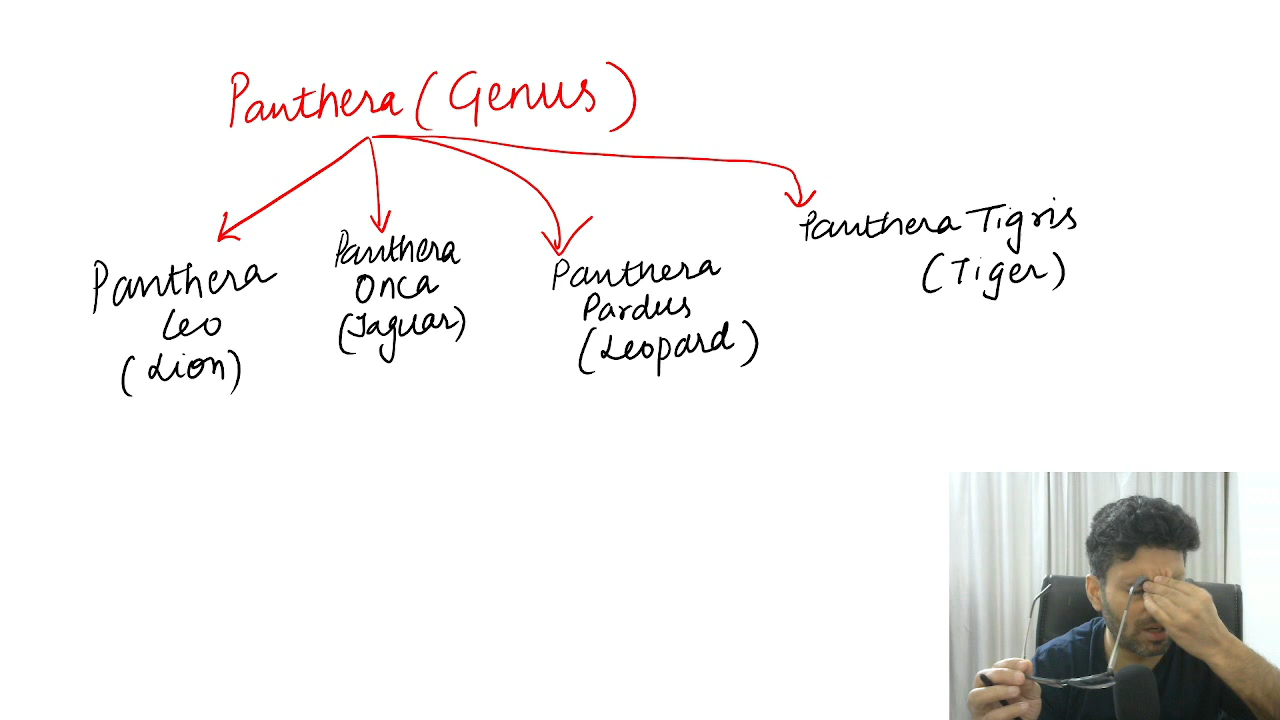 Panthera (Genus)
Panthera
Leo
(Lion)
Panthera
Onca
(Jaguar)
Panthera
Pardus
(Leopard)
Panthera Tigris
(Tiger)